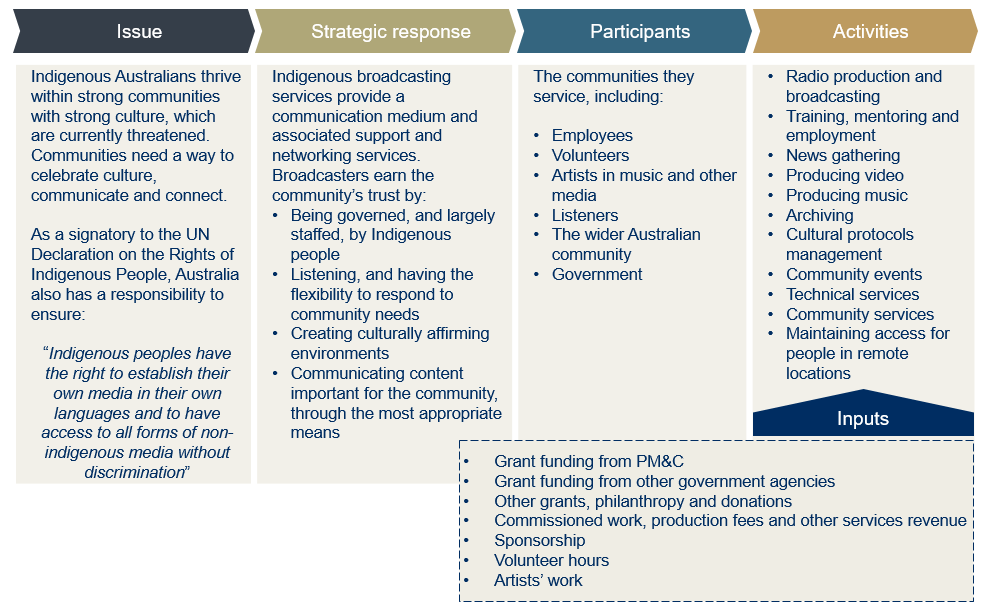 Issue
Strategic response
Participants
Activities
Indigenous Australians thrive
within strong communities
with strong culture, which
are currently threatened.
Communities need a way to
celebrate culture,
communicate and connect.
As a signatory to the UN
Declaration on the Rights of
Indigenous People, Australia
also has a responsibility to
ensure:
“Indigenous peoples have
the right to establish their
own media in their own
languages and to have
access to all forms of non-
indigenous media without
discrimination”
Indigenous broadcasting
services provide a
communication medium and
associated support and
networking services.
Broadcasters earn the
community’s trust by:
• Being governed, and largely
staffed, by Indigenous
people
• Listening, and having the
flexibility to respond to
community needs
• Creating culturally affirming
environments
• Communicating content
important for the community,
through the most appropriate
means
The communities they
service, including:
• Employees
• Volunteers
• Artists in music and other
media
• Listeners
• The wider Australian
community
• Government
• Radio production and
broadcasting
• Training, mentoring and
employment
• News gathering
• Producing video
• Producing music
• Archiving
• Cultural protocols
management
• Community events
• Technical services
• Community services
• Maintaining access for
people in remote
locations
Inputs
• Grant funding from PM&C
• Grant funding from other government agencies
• Other grants, philanthropy and donations
• Commissioned work, production fees and other services revenue
• Sponsorship
• Volunteer hours
• Artists’ work